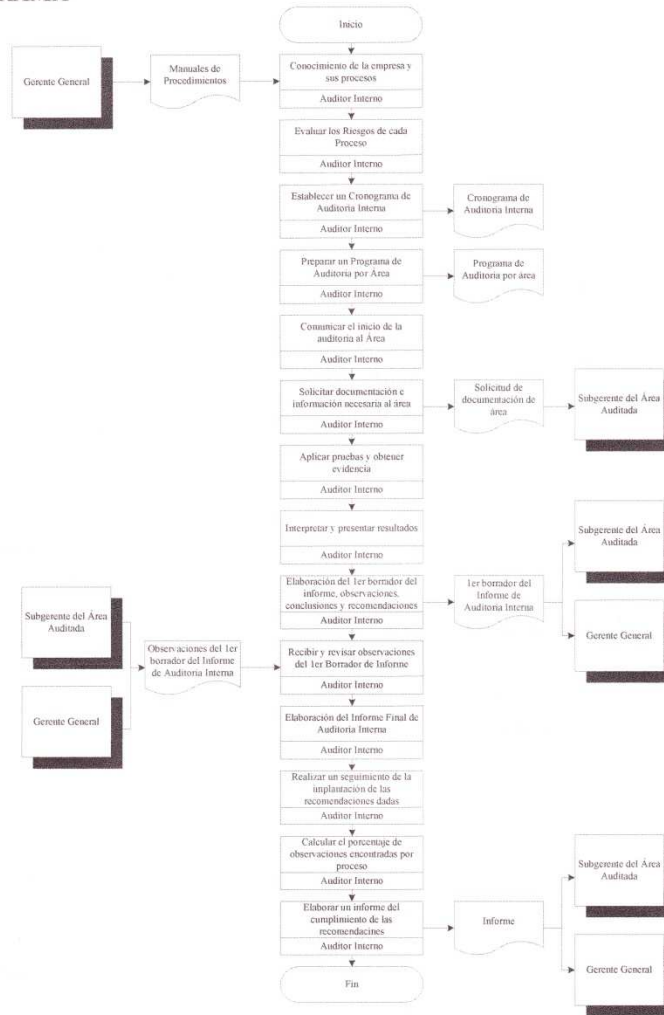 Inicio
Gerente General
Manuales de
Procedimientos
Conocimiento de la empresa y
sus procesos
Auditor Interno
Evaluar los Riesgos de cada
Proceso
Auditor Interno
Establecer un Cronograma de
Auditoria Interna
Auditor Interno
Cronograma de
Auditoria Interna
Preparar un Programa de
Auditoria por Área
Auditor Interno
Programa de
Auditoria por área
Comunicar el inicio de la
auditoria al Área
Auditor Interno
Solicitar documentación e
información necesaria al área
Auditor Interno
Solicitud de
documentación de
área
Subgerente del Área
Auditada
Aplicar pruebas y obtener
evidencia
Auditor Interno
Interpretar y presentar resultados
Auditor Interno
Elaboración del 1er borrador del
informe, observaciones,
conclusiones y recomendaciones
Auditor Interno
1er borrador del
Informe de
Auditoria Interna
Subgerente del Área
Auditada
Gerente General
Subgerente del Área
Auditada
Gerente General
Observaciones del 1er
borrador del Informe
de Auditoria Interna
Recibir y revisar observaciones
del 1er Borrador de Informe
Auditor Interno
Elaboración del Informe Final de
Auditoria Interna
Auditor Interno
Realizar un seguimiento de la
implantación de las
recomendaciones dadas
Auditor Interno
Calcular el porcentaje de
observaciones encontradas por
proceso
Auditor Interno
Elaborar un informe del
cumplimiento de las
recomendacines
Auditor Interno
Informe
Subgerente del Área
Auditada
Gerente General
Fin